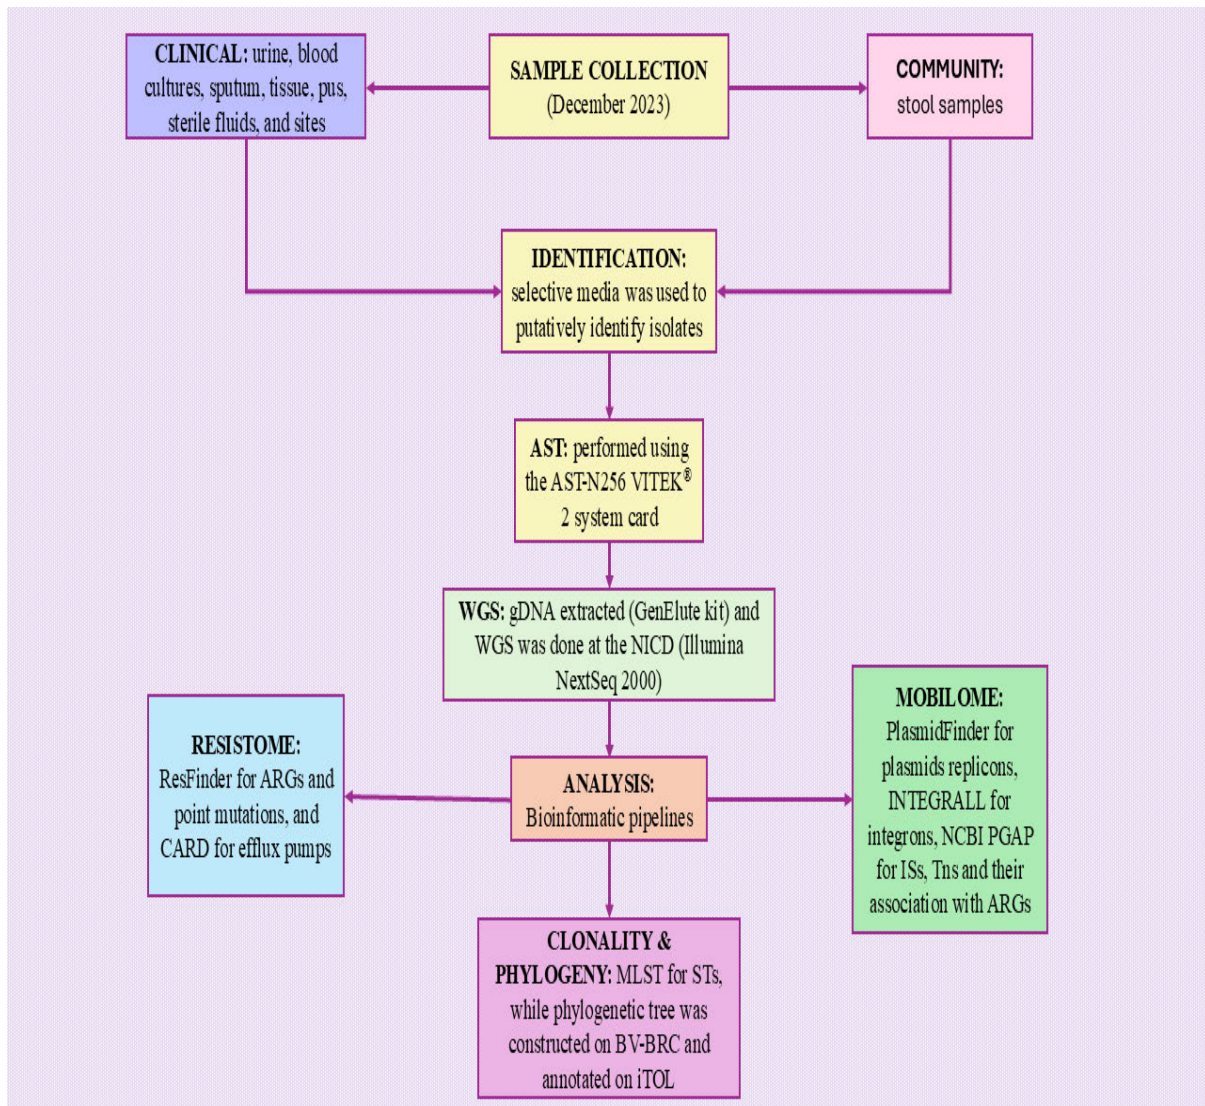 CLINICAL: urine, blood
cultures, sputum, tissue, pus,
sterile fluids, and sites
SAMPLE COLLECTION
(December 2023)
COMMUNITY:
stool samples
IDENTIFICATION:
selective media was used to
putatively identify isolates
AST: performed using
the AST-N256 VITEK®
2 system card
WGS: gDNA extracted (GenElute kit) and
WGS was done at the NICD (Illumina
NextSeq 2000)
RESISTOME:
ResFinder for ARGs and
point mutations, and
CARD for efflux pumps
ANALYSIS:
Bioinformatic pipelines
MOBILOME:
PlasmidFinder for
plasmids replicons,
INTEGRALL for
integrons, NCBI PGAP
for ISs, Tns and their
association with ARGs
CLONALITY &
PHYLOGENY: MLST for STs,
while phylogenetic tree was
constructed on BV-BRC and
annotated on iTOL